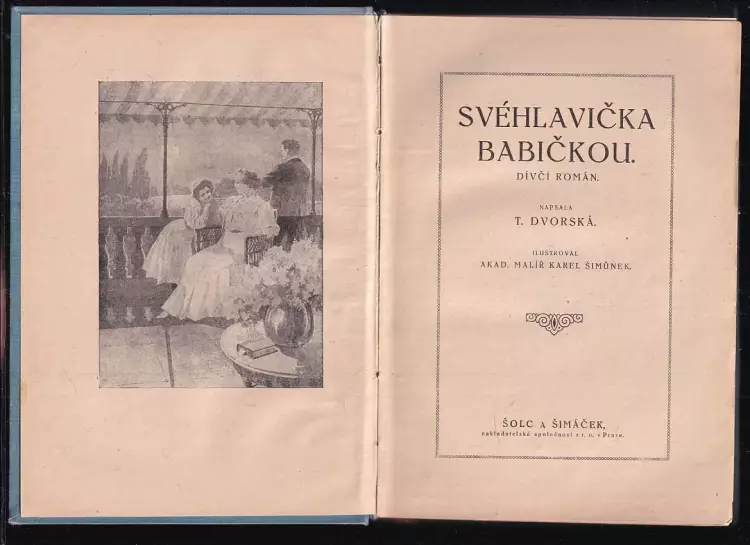 SVÉHLAVIČKA
BABIČKOU.
DÍVČÍ ROMÁN.
NAPSALA
T. DVORSKÁ.
ILUSTROVAL
AKAD. MALÍŘ KAREL ŠIMŮNEK.
ŠOLC A ŠIMÁČEK,
nakladatelská společnost s r. o. v Praze.